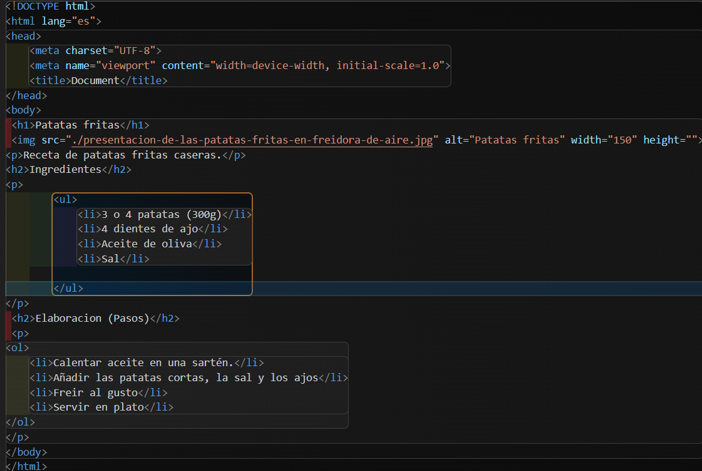 <!DOCTYPE html>
<html lang="es">
<head>
<meta charset="UTF-8">
<meta name="viewport" content="width=device-width, initial-scale=1.0">
<title>Document</title>
</head>
<body>
<h1>Patatas fritas</h1>
<img src="./presentacion-de-las-patatas-fritas-en-freidora-de-aire.jpg" alt="Patatas fritas" width="150" height="">
<p>Receta de patatas fritas caseras.</p>
<h2>Ingredientes</h2>
<p>
<ul>
<li>3 o 4 patatas (300g)</li>
<li>4 dientes de ajo</li>
<li>Aceite de oliva</li>
<li>Sal</li>
</ul>
</p>
<h2>Elaboracion (Pasos)</h2>
<p>
<ol>
<li>Calentar aceite en una sartén.</li>
<li>Añadir las patatas cortas, la sal y los ajos</li>
<li>Freir al gusto</li>
<li>Servir en plato</li>
</ol>
</p>
</body>
</html>